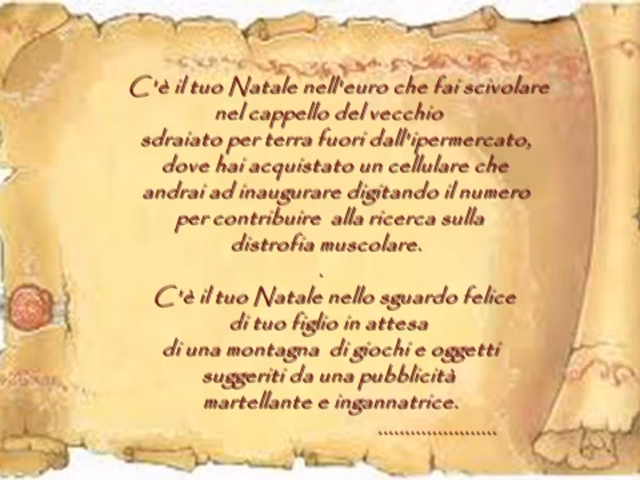 C'è il tuo Natale nell'euro che fai scivolare
nel cappello del vecchio
sdraiato per terra fuori dall'ipermercato,
dove hai acquistato un cellulare che
andrai ad inaugurare digitando il numero
per contribuire alla ricerca sulla
distrofia muscolare.
.
C'è il tuo Natale nello sguardo felice
di tuo figlio in attesa
di una montagna di giochi e oggetti
suggeriti da una pubblicità
martellante e ingannatrice.
.......................